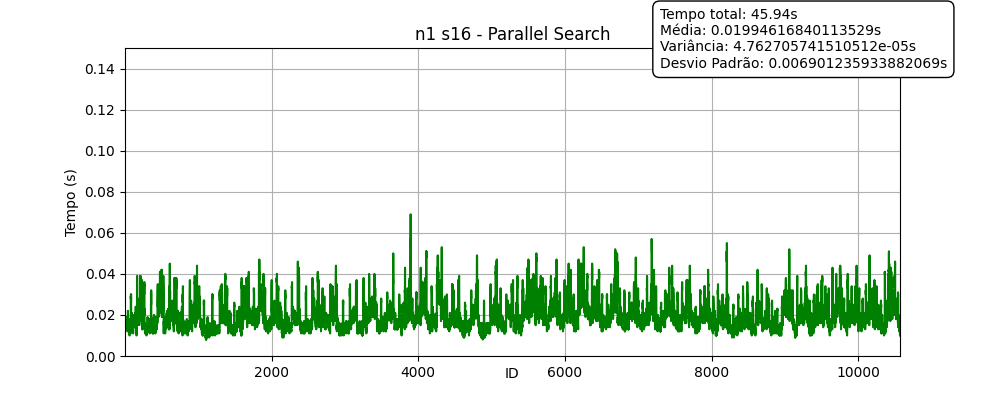 Tempo total: 45.94s
Média: 0.01994616840113529s
Variância: 4.762705741510512e-05s
Desvio Padrão: 0.006901235933882069s
n1 s16 - Parallel Search
0.14
0.12
0.10
0.08
0.06
0.04
0.02
0.00
Tempo (s)
2000
4000
6000
8000
10000
ID